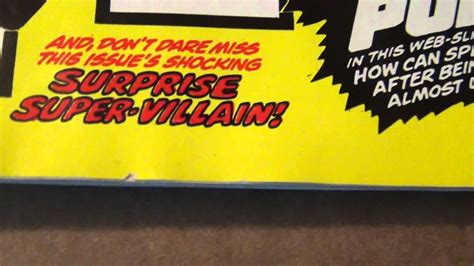 AND, DON'T DARE MISS
THIS ISSUE'S SHOCKING
SURPRISE
SUPER-VILLAIN!
IN THIS WEB-SL
HOW CAN SP
AFTER BEIN
ALMOST